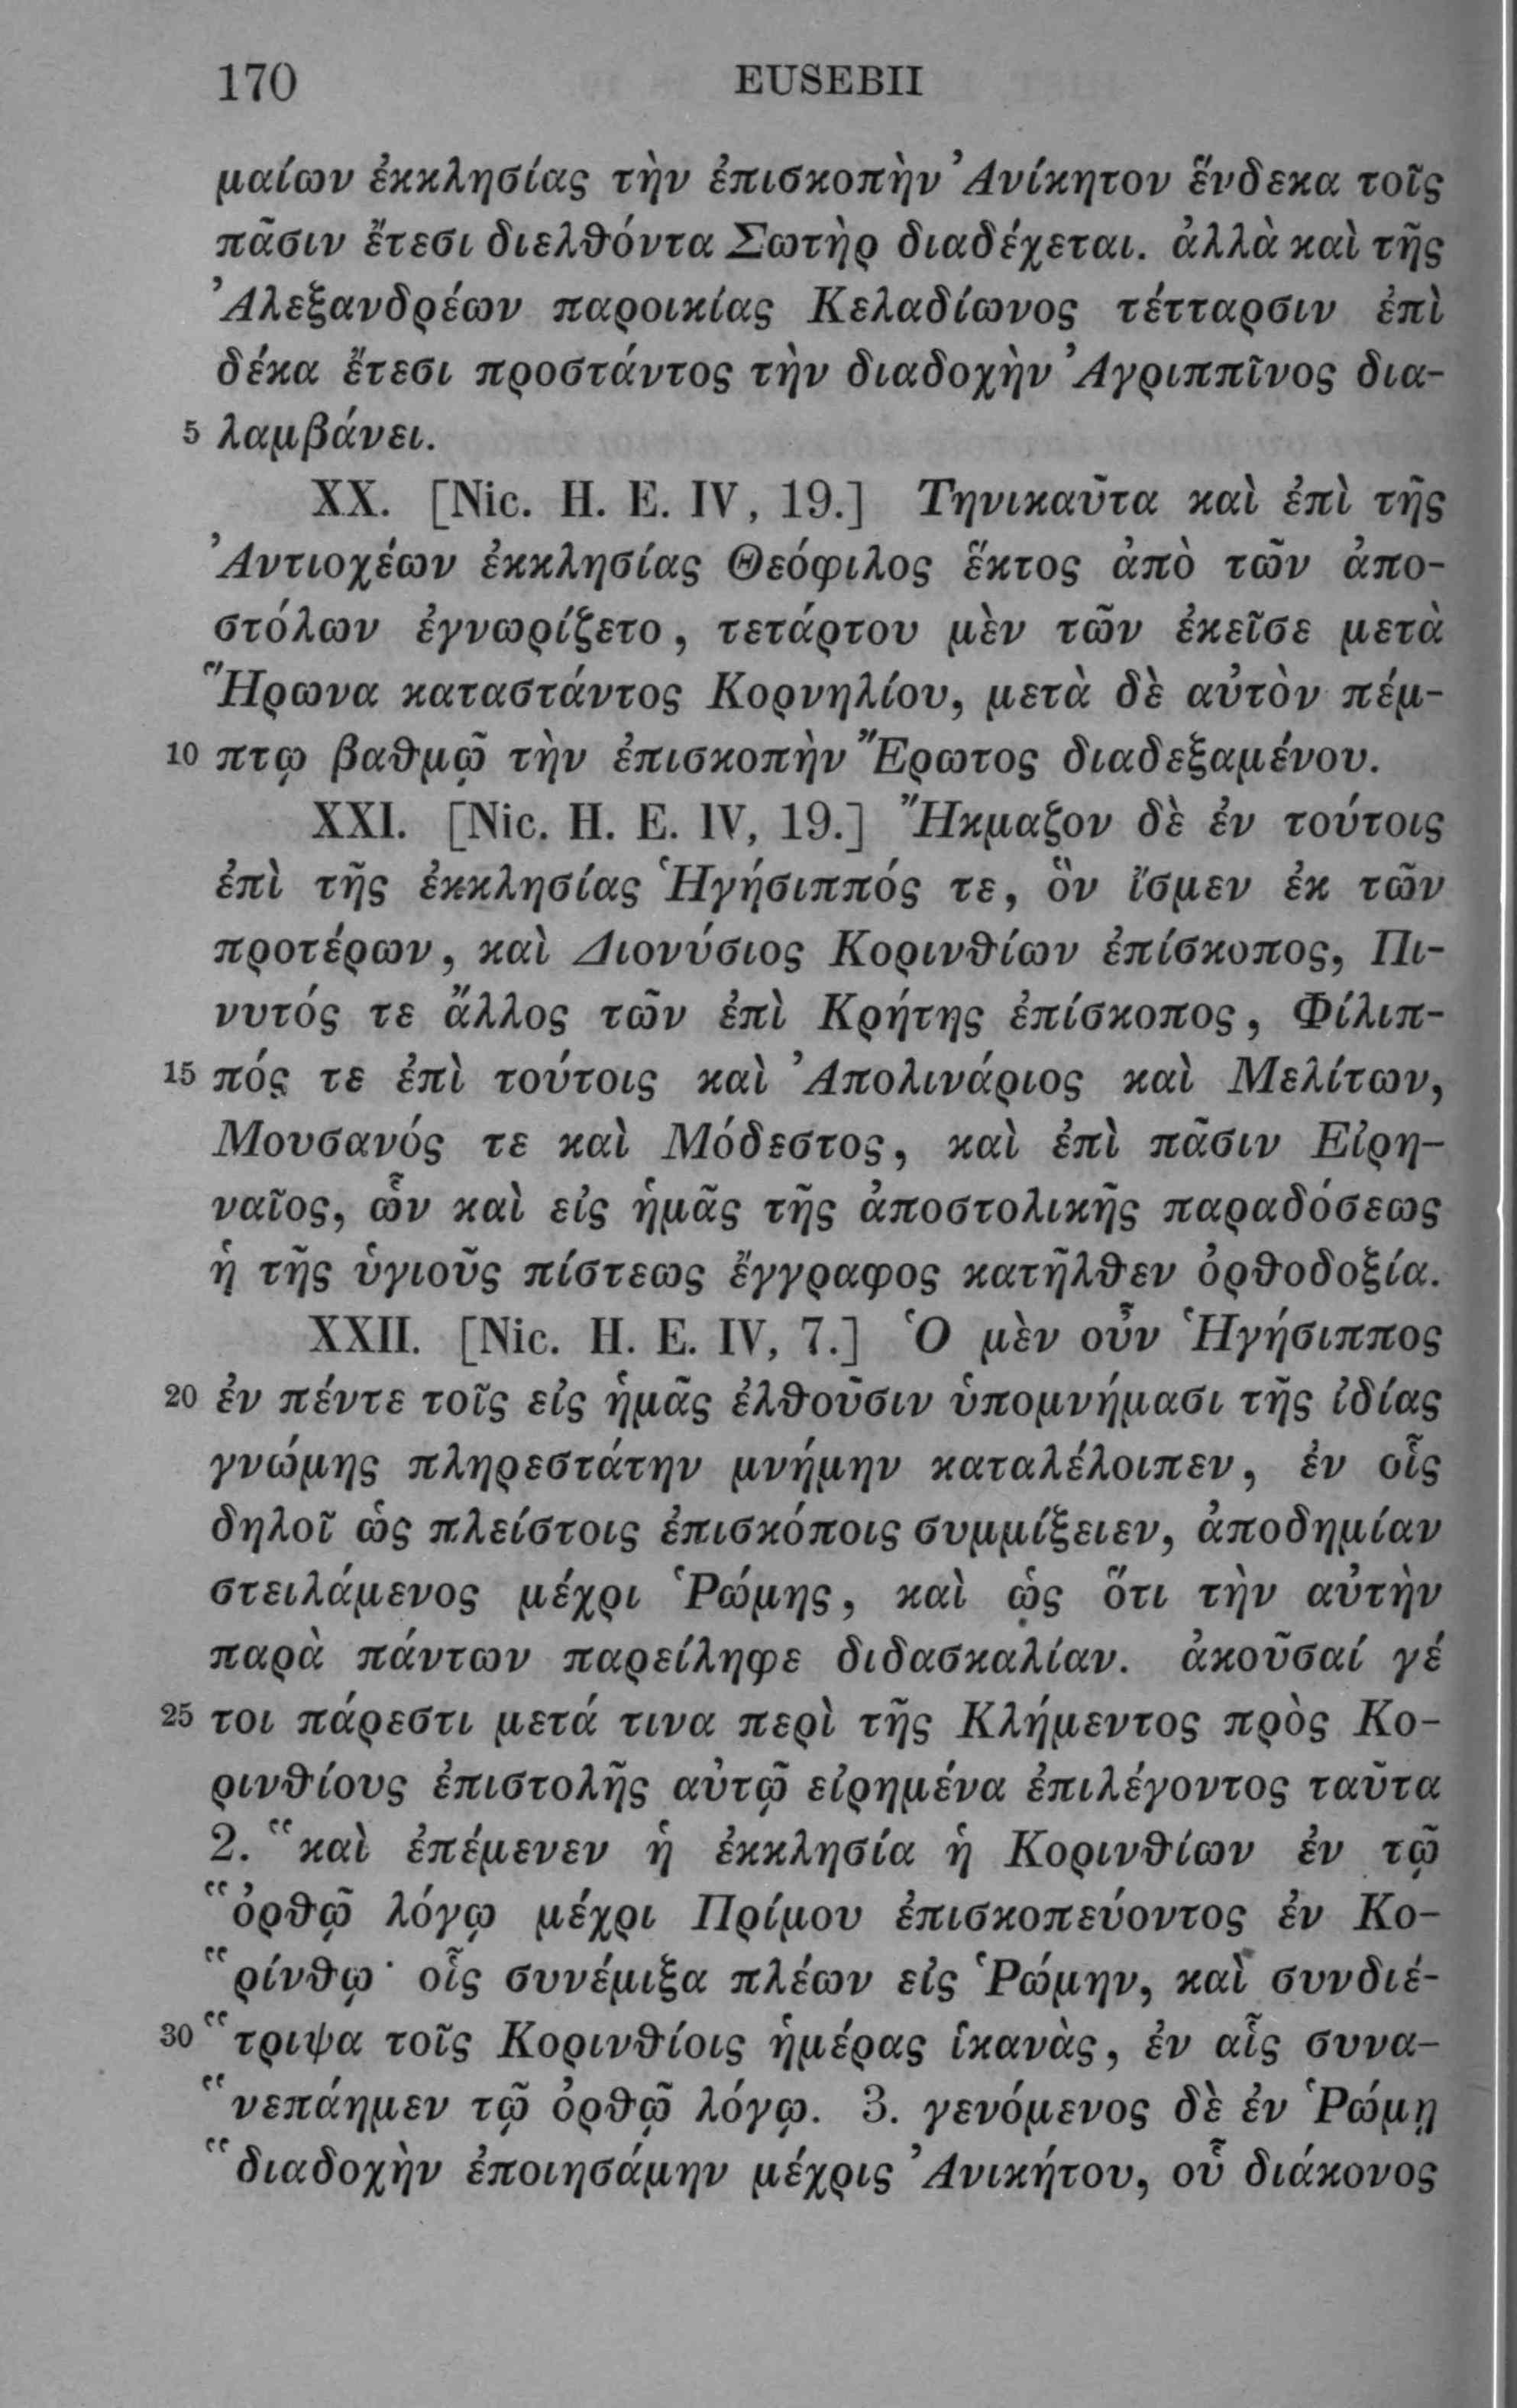 170 EUSEBII
μαίων ἐκκλησίας τὴν ἐπισκοπὴν Ἀνίκητον ἕνδεκα τοῖς
πᾶσιν ἔτεσι διελθόντα Σωτὴρ διαδέχεται. ἀλλὰ καὶ τῆς
Ἀλεξανδρέων παροικίας Κελαδίωνος τέτταρσιν ἐπὶ
δέκα ἔτεσι προστάντος τὴν διαδοχὴν Ἀγριππῖνος δια-
5 λαμβάνει.
XX. [Nic. H. E. IV, 19.] Τηνικαῦτα καὶ ἐπὶ τῆς
Ἀντιοχέων ἐκκλησίας Θεόφιλος ἕκτος ἀπὸ τῶν ἀπο-
στόλων ἐγνωρίζετο, τετάρτου μὲν τῶν ἐκεῖσε μετὰ
Ἥρωνα καταστάντος Κορνηλίου, μετὰ δὲ αὐτὸν πέμ-
10 πτῳ βαθμῷ τὴν ἐπισκοπὴν Ἔρωτος διαδεξαμένου.
XXI. [Nic. H. E. IV, 19.] Ἤκμαζον δὲ ἐν τούτοις
ἐπὶ τῆς ἐκκλησίας Ἡγήσιππός τε, ὃν ἴσμεν ἐκ τῶν
προτέρων, καὶ Διονύσιος Κορινθίων ἐπίσκοπος, Πι-
νυτός τε ἄλλος τῶν ἐπὶ Κρήτης ἐπίσκοπος, Φίλιπ-
15 πός τε ἐπὶ τούτοις καὶ Ἀπολινάριος καὶ Μελίτων,
Μουσανός τε καὶ Μόδεστος, καὶ ἐπὶ πᾶσιν Εἰρη-
ναῖος, ὧν καὶ εἰς ἡμᾶς τῆς ἀποστολικῆς παραδόσεως
ἡ τῆς ὑγιοῦς πίστεως ἔγγραφος κατῆλθεν ὀρθοδοξία.
XXII. [Nic. H. E. IV, 7.] Ὁ μὲν οὖν Ἡγήσιππος
20 ἐν πέντε τοῖς εἰς ἡμᾶς ἐλθοῦσιν ὑπομνήμασι τῆς ἰδίας
γνώμης πληρεστάτην μνήμην καταλέλοιπεν, ἐν οἷς
δηλοῖ ὡς πλείστοις ἐπισκόποις συμμίξειεν, ἀποδημίαν
στειλάμενος μέχρι Ῥώμης, καὶ ὡς ὅτι τὴν αὐτὴν
παρὰ πάντων παρείληφε διδασκαλίαν. ἀκοῦσαί γέ
25 τοι πάρεστι μετά τινα περὶ τῆς Κλήμεντος πρὸς Κο-
ρινθίους ἐπιστολῆς αὐτῷ εἰρημένα ἐπιλέγοντος ταῦτα
2. “καὶ ἐπέμενεν ἡ ἐκκλησία ἡ Κορινθίων ἐν τῷ
“ὀρθῷ λόγῳ μέχρι Πρίμου ἐπισκοπεύοντος ἐν Κο-
“ρίνθῳ· οἷς συνέμιξα πλέων εἰς Ῥώμην, καὶ συνδιέ-
30 “τριψα τοῖς Κορινθίοις ἡμέρας ἱκανὰς, ἐν αἷς συνα-
“νεπάημεν τῷ ὀρθῷ λόγῳ. 3. γενόμενος δὲ ἐν Ῥώμῃ
“διαδοχὴν ἐποιησάμην μέχρις Ἀνικήτου, οὗ διάκονος